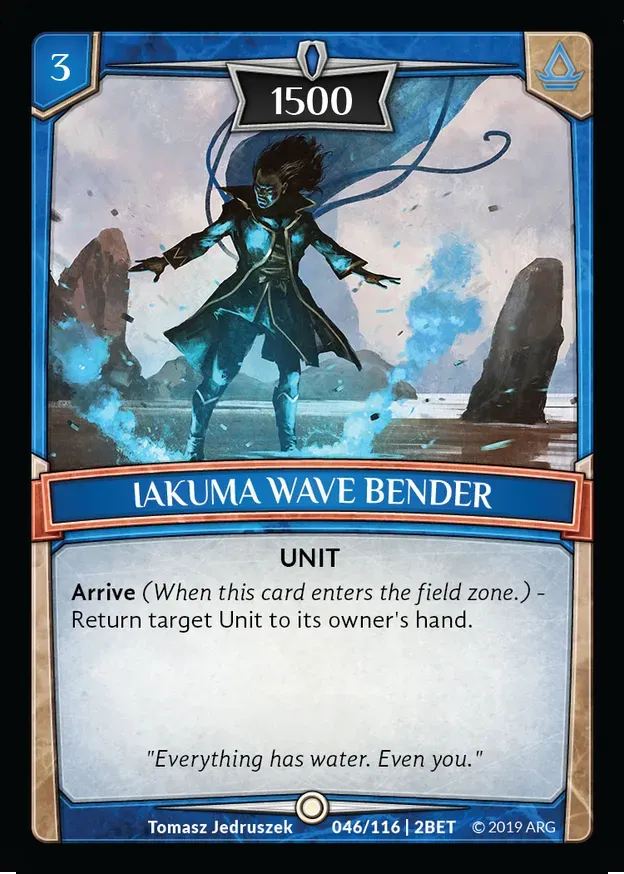 3
1500
IAKUMA WAVE BENDER
UNIT
Arrive (When this card enters the field zone.) -
Return target Unit to its owner's hand.
"Everything has water. Even you."
Tomasz Jedruszek 046/116 | 2BET © 2019 ARG